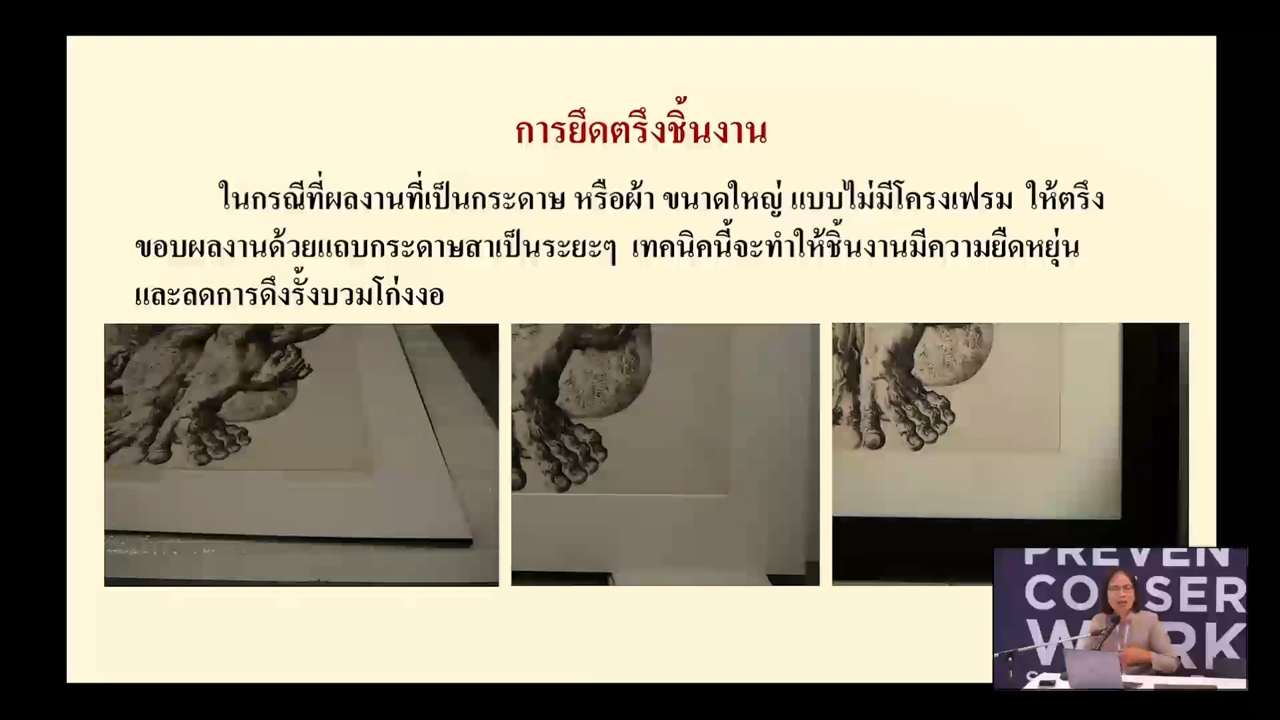 การยึดตรึงชิ้นงาน
ในกรณีที่ผลงานที่เป็นกระดาษ หรือผ้า ขนาดใหญ่ แบบไม่มีโครงเฟรม ให้ตรึง
ขอบผลงานด้วยแถบกระดาษสาเป็นระยะๆ เทคนิคนี้จะทำให้ชิ้นงานมีความยืดหยุ่น
และลดการดึงรั้งบวมโก่งงอ
PREVEN
CO SER
W RK